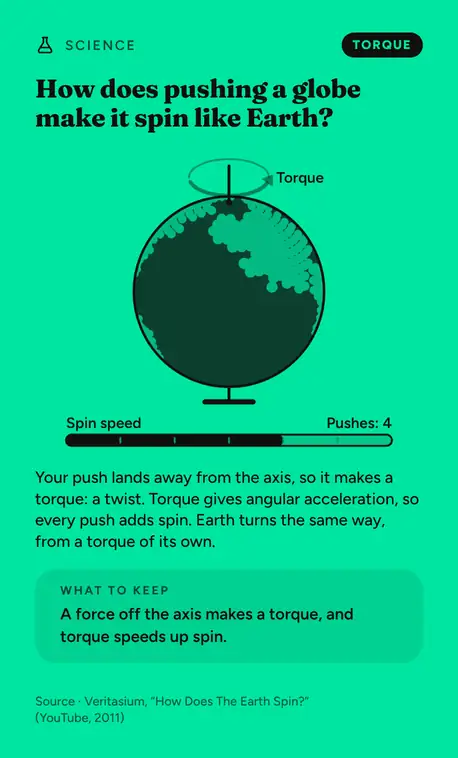 SCIENCE
TORQUE
How does pushing a globe
make it spin like Earth?
Torque
Spin speed
Pushes: 4
Your push lands away from the axis, so it makes a
torque: a twist. Torque gives angular acceleration, so
every push adds spin. Earth turns the same way,
from a torque of its own.
WHAT TO KEEP
A force off the axis makes a torque, and
torque speeds up spin.
Source · Veritasium, “How Does The Earth Spin?”
(YouTube, 2011)